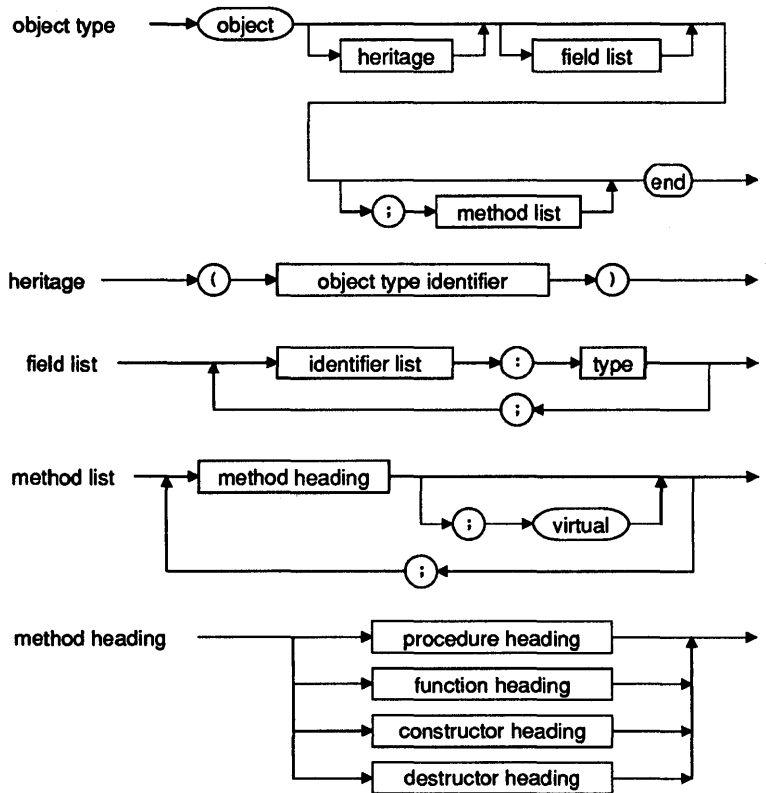 object type object
heritage field list
; method list end
heritage ( object type identifier )
field list identifier list : type
;
method list method heading
; virtual
;
method heading procedure heading
function heading
constructor heading
destructor heading